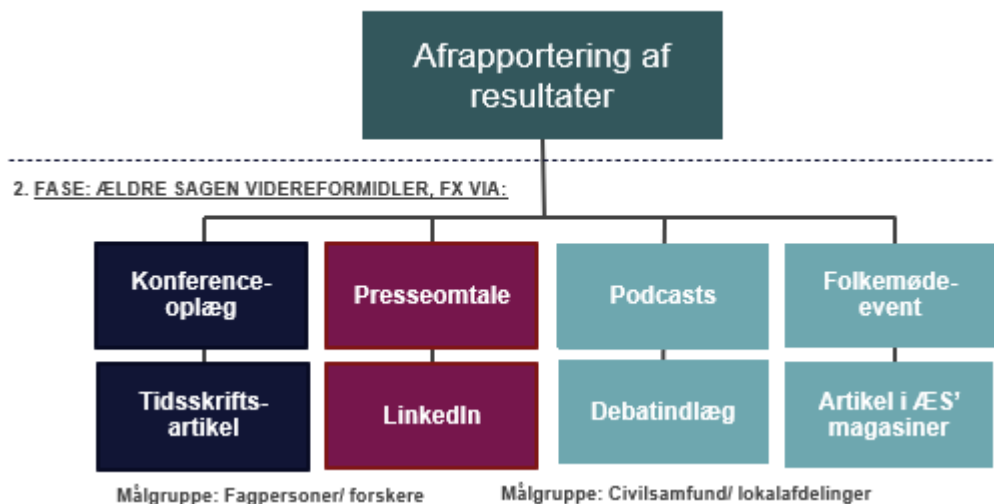 Afrapportering af
resultater
2. FASE: ÆLDRE SAGEN VIDEREFORMIDLER, FX VIA:
Konference-
oplæg
Presseomtale
Podcasts
Folkemøde-
event
Tidsskrifts-
artikel
LinkedIn
Debatindlæg
Artikel i ÆS’
magasiner
Målgruppe: Fagpersoner/ forskere
Målgruppe: Civilsamfund/ lokalafdelinger